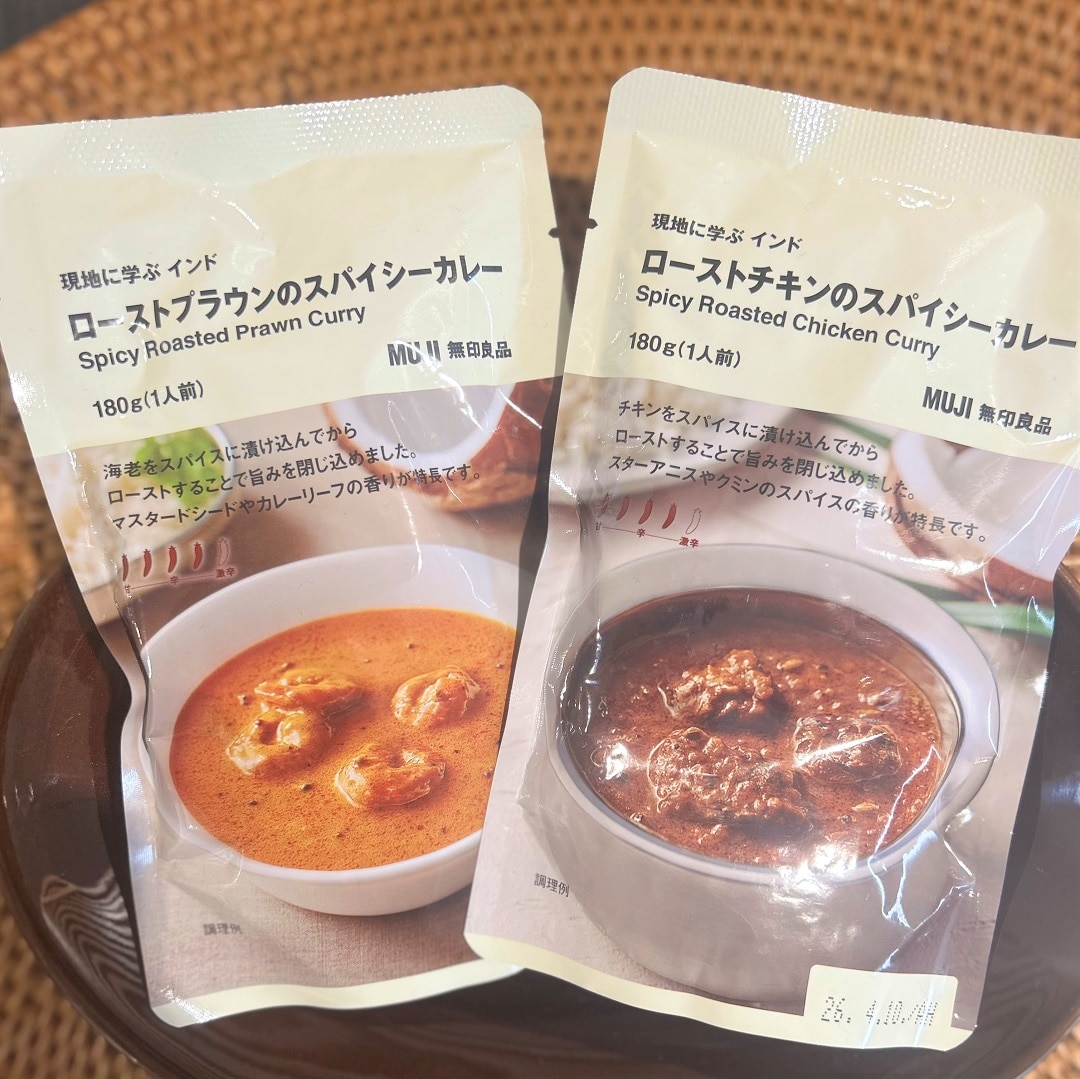 現地に学ぶ インド
ローストプラウンのスパイシーカレー
Spicy Roasted Prawn Curry
MUJI 無印良品
180g(1人前)
海老をスパイスに漬け込んでから
ローストすることで旨みを閉じ込めました。
マスタードシードやカレーリーフの香りが特長です。
甘 辛 激辛
調理例
現地に学ぶ インド
ローストチキンのスパイシーカレー
Spicy Roasted Chicken Curry
180g(1人前)
MUJI 無印良品
チキンをスパイスに漬け込んでから
ローストすることで旨みを閉じ込めました。
スターアニスやクミンのスパイスの香りが特長です。
甘 辛 激辛
調理例
26. 4.10./AH